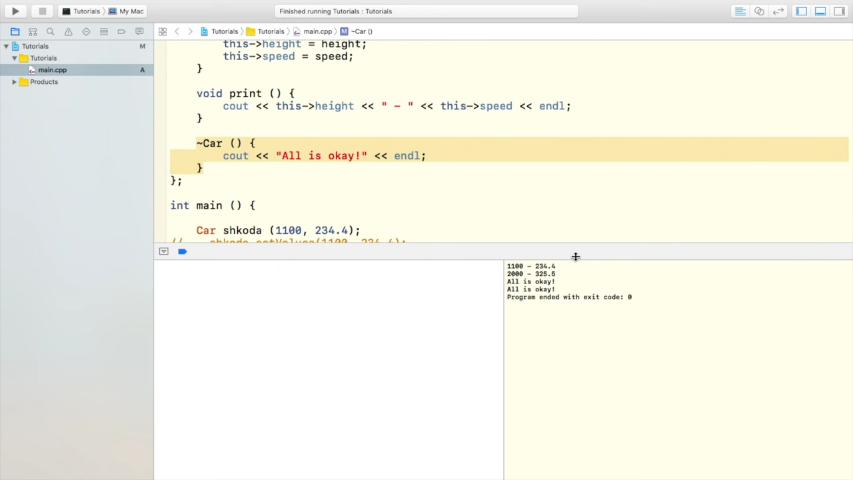 Tutorials
My Mac
Finished running Tutorials : Tutorials
Tutorials
M
Tutorials
main.cpp
A
Products
Tutorials
Tutorials
main.cpp
M
~Car ()
this->height = height;
this->speed = speed;
}
void print () {
cout << this->height << " - " << this->speed << endl;
}
~Car () {
cout << "All is okay!" << endl;
}
};
int main () {
Car shkoda (1100, 234.4);
// shkoda.setValues(1100, 234.4);
1100 - 234.4
2000 - 325.5
All is okay!
All is okay!
Program ended with exit code: 0